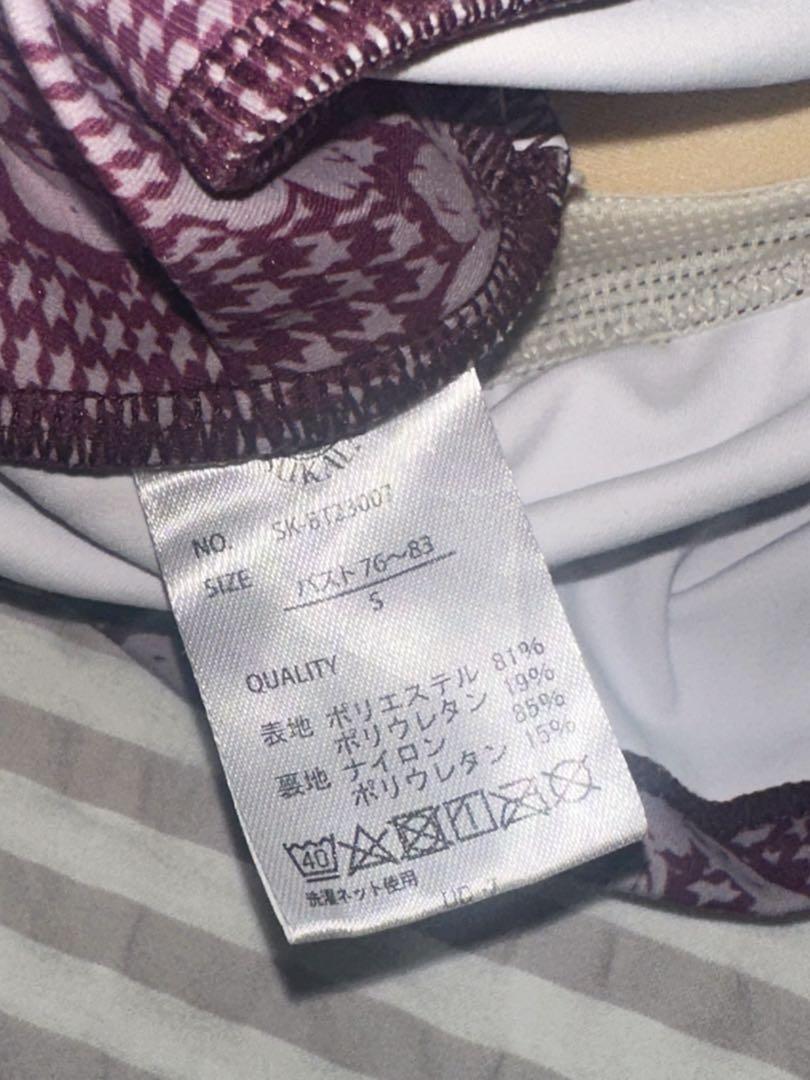 NO. SK-BT23007
SIZE バスト76〜83
S
QUALITY
表地 ポリエステル 81%
ポリウレタン 19%
裏地 ナイロン 85%
ポリウレタン 15%
40
洗濯ネット使用